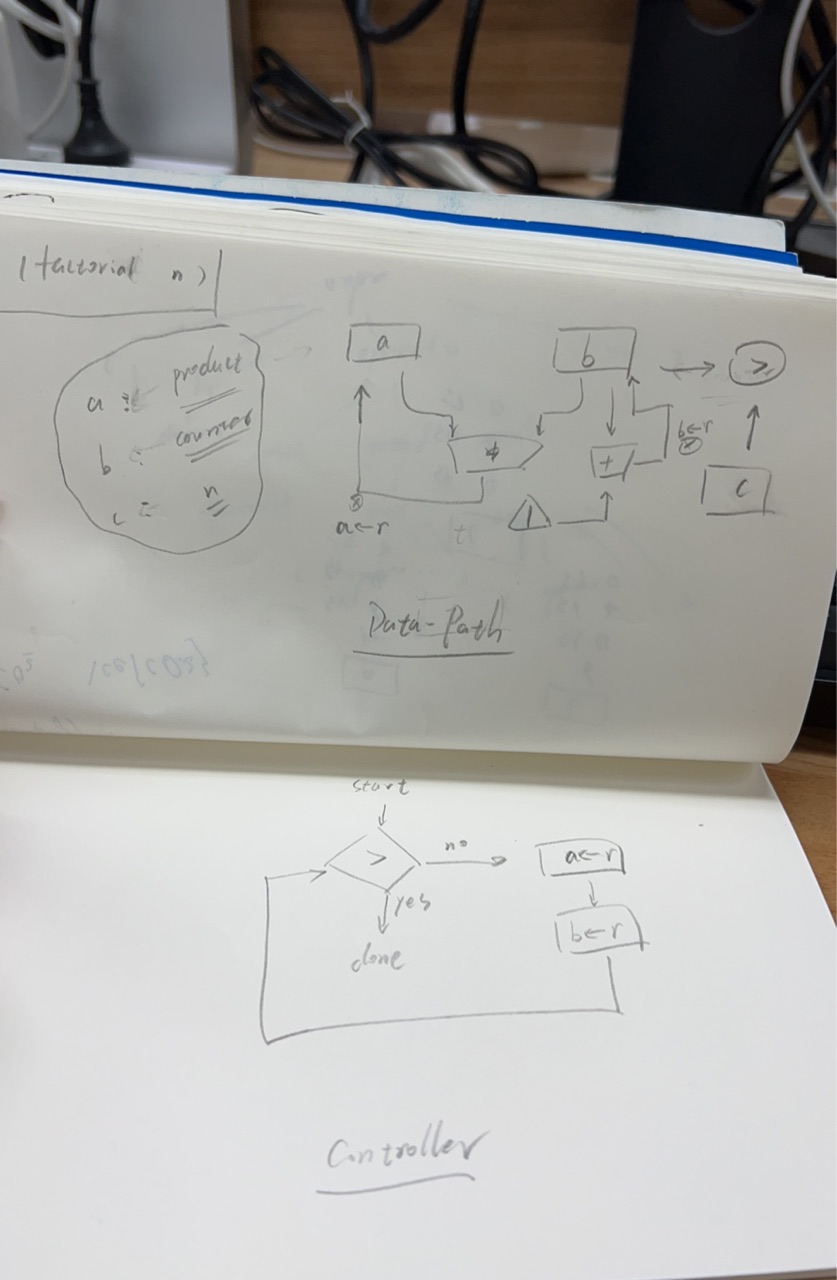 (factorial n)
a : product
b : counter
c : n
a
b
>
*
+
b←r
c
a←r
1
Data-Path
start
>
no
a←r
yes
b←r
done
Controller